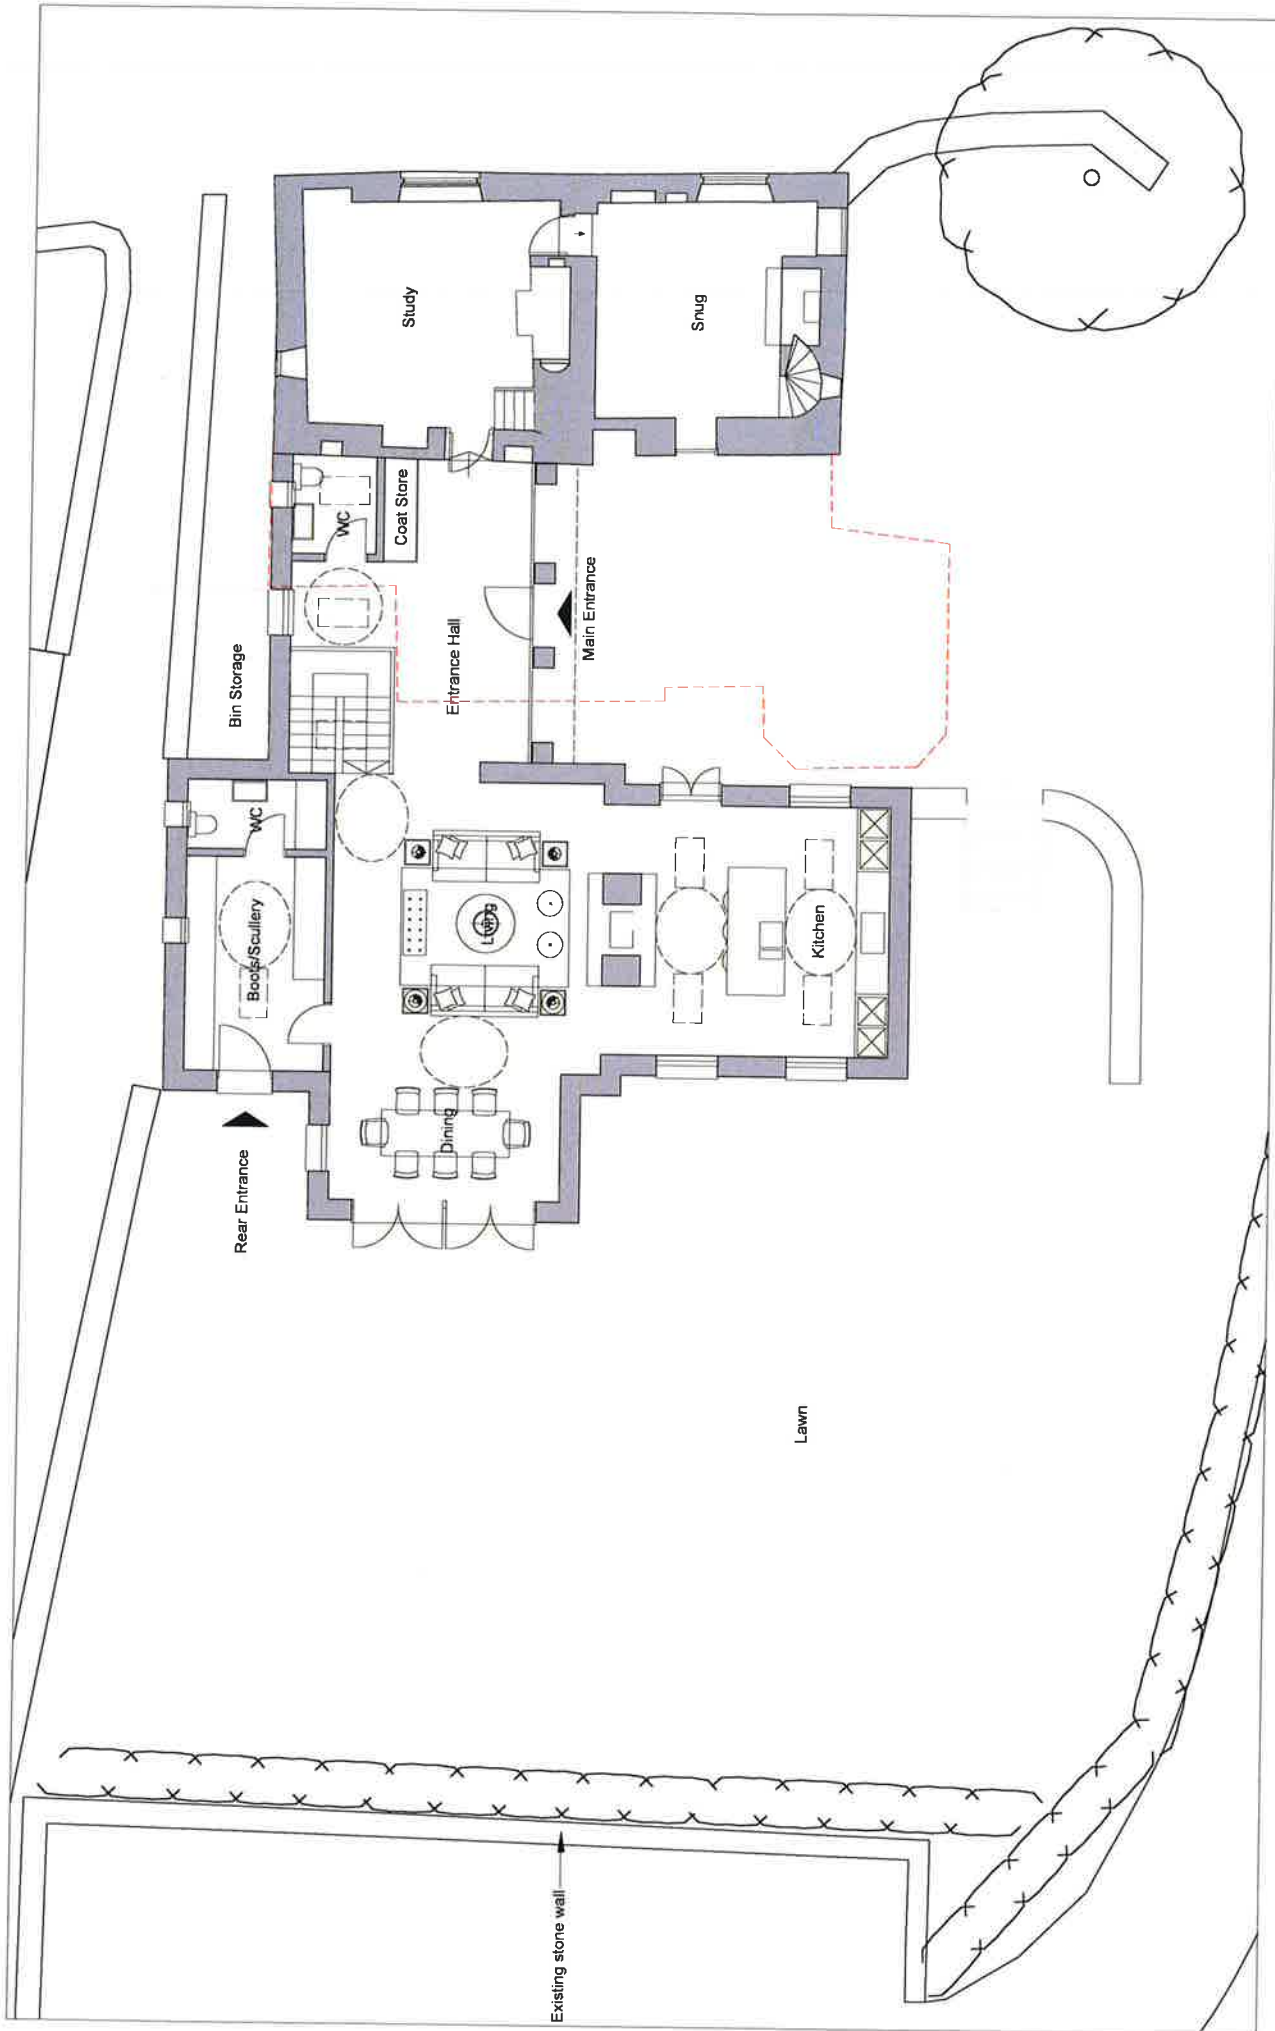 Study
Snug
WC
Coat Store
Entrance Hall
Main Entrance
Bin Storage
WC
Boots/Scullery
Living
Kitchen
Dining
Rear Entrance
Lawn
Existing stone wall